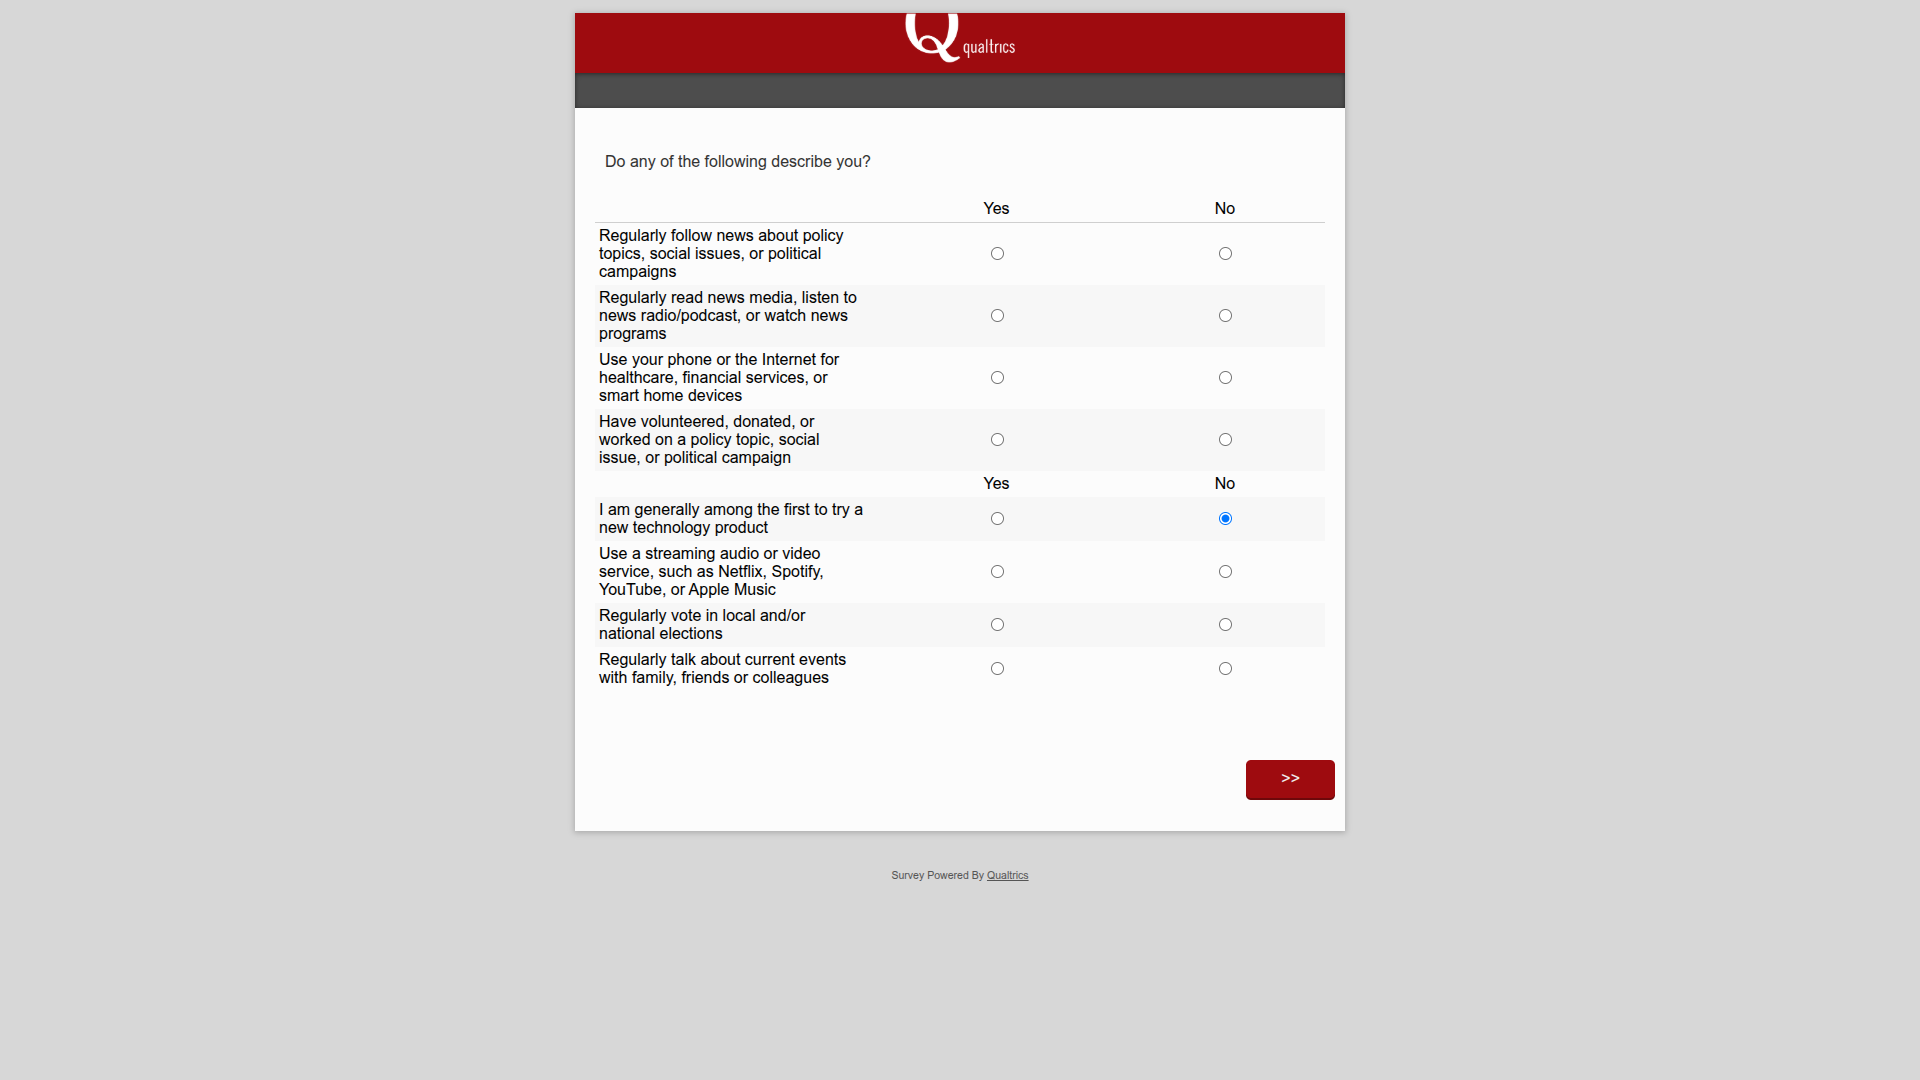 Q qualtrics
Do any of the following describe you?
Yes No
Regularly follow news about policy
topics, social issues, or political
campaigns
Regularly read news media, listen to
news radio/podcast, or watch news
programs
Use your phone or the Internet for
healthcare, financial services, or
smart home devices
Have volunteered, donated, or
worked on a policy topic, social
issue, or political campaign
Yes No
I am generally among the first to try a
new technology product
Use a streaming audio or video
service, such as Netflix, Spotify,
YouTube, or Apple Music
Regularly vote in local and/or
national elections
Regularly talk about current events
with family, friends or colleagues
>>
Survey Powered By Qualtrics